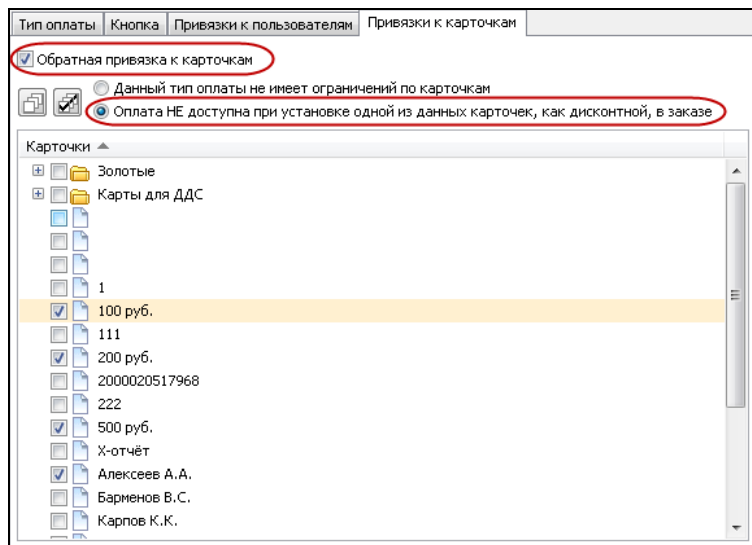 Тип оплаты Кнопка Привязки к пользователям Привязки к карточкам
Обратная привязка к карточкам
Данный тип оплаты не имеет ограничений по карточкам
Оплата НЕ доступна при установке одной из данных карточек, как дисконтной, в заказе
Карточки
Золотые
Карты для ДДС
1
100 руб.
111
200 руб.
2000020517968
222
500 руб.
X-отчёт
Алексеев А.А.
Барменов В.С.
Карпов К.К.